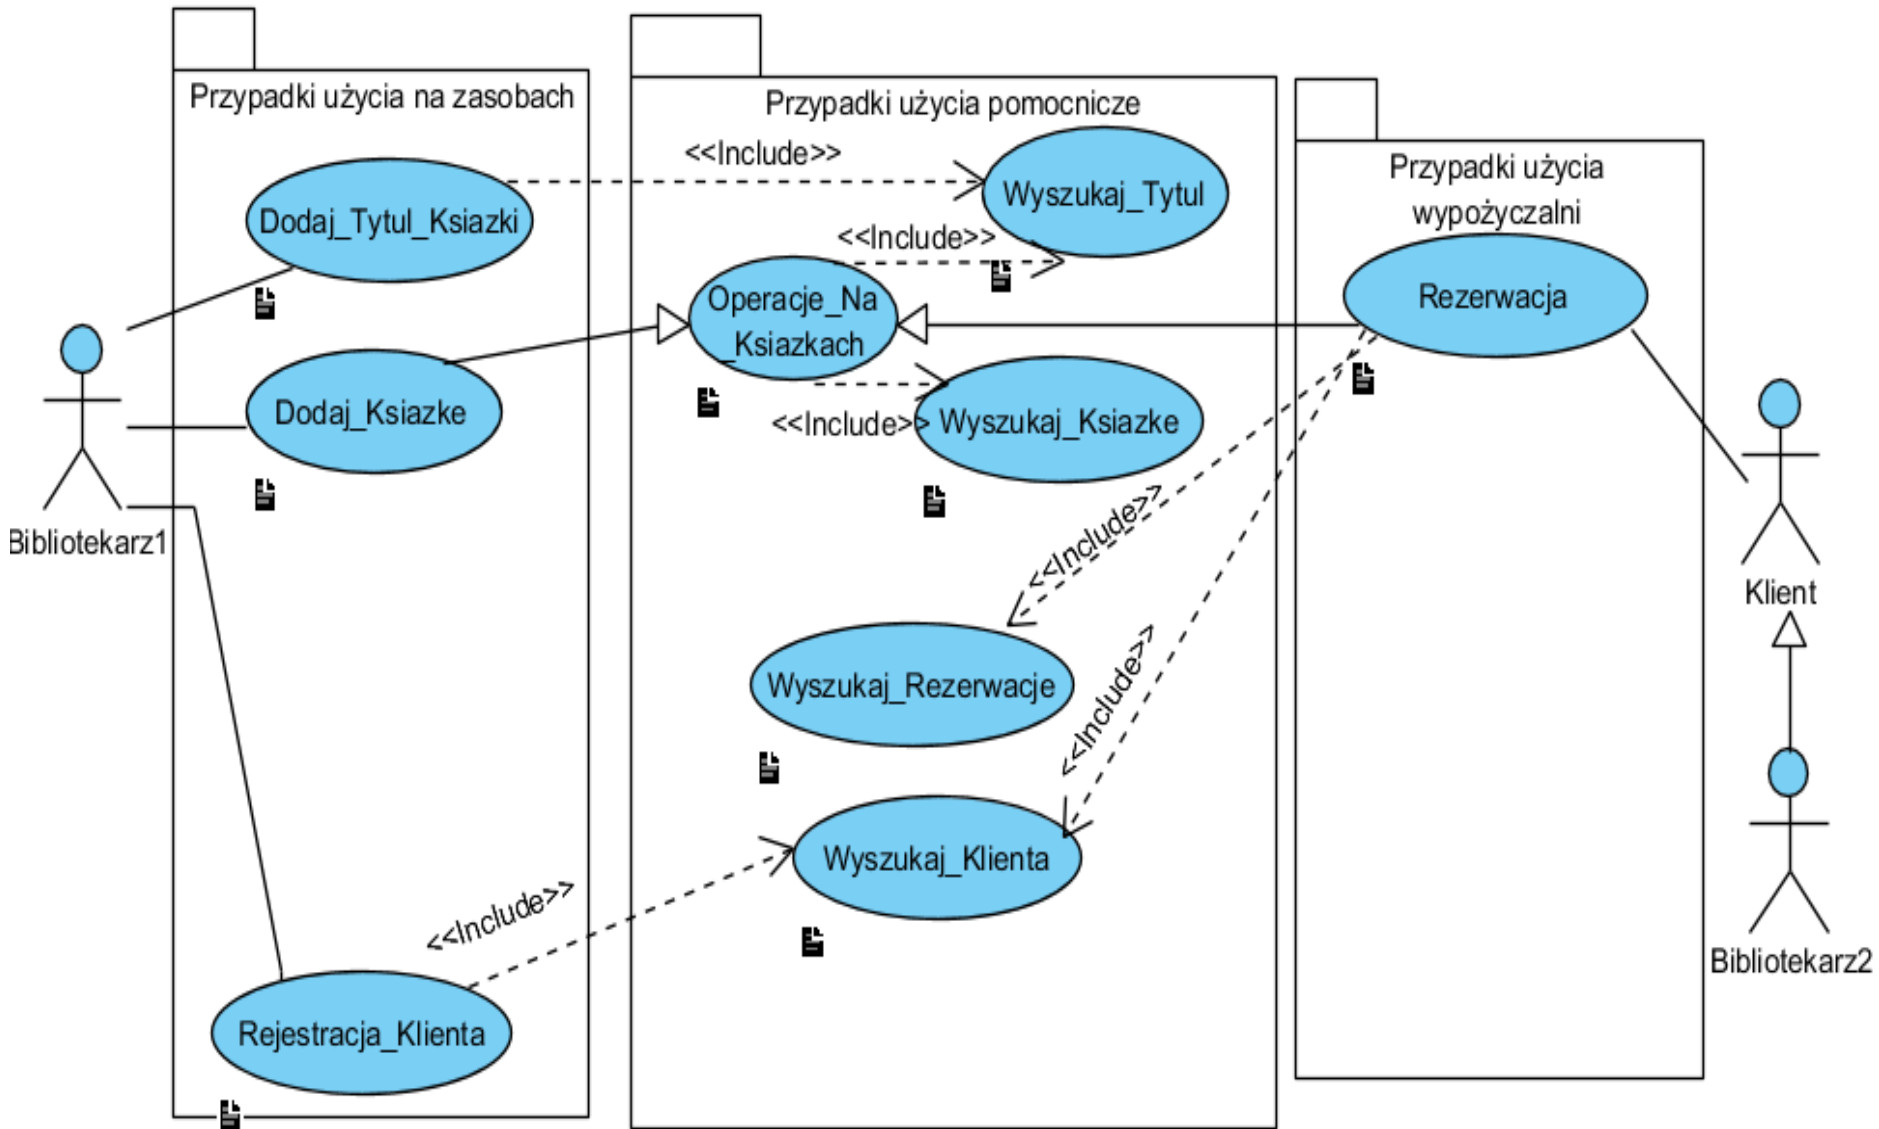 Przypadki użycia na zasobach
Dodaj_Tytul_Ksiazki
Dodaj_Ksiazke
Rejestracja_Klienta
Bibliotekarz1
<<Include>>
Przypadki użycia pomocnicze
<<Include>>
Wyszukaj_Tytul
<<Include>>
Operacje_Na
_Ksiazkach
<<Include>>
Wyszukaj_Ksiazke
<<Include>>
Wyszukaj_Rezerwacje
<<Include>>
Wyszukaj_Klienta
Przypadki użycia
wypożyczalni
Rezerwacja
Klient
Bibliotekarz2